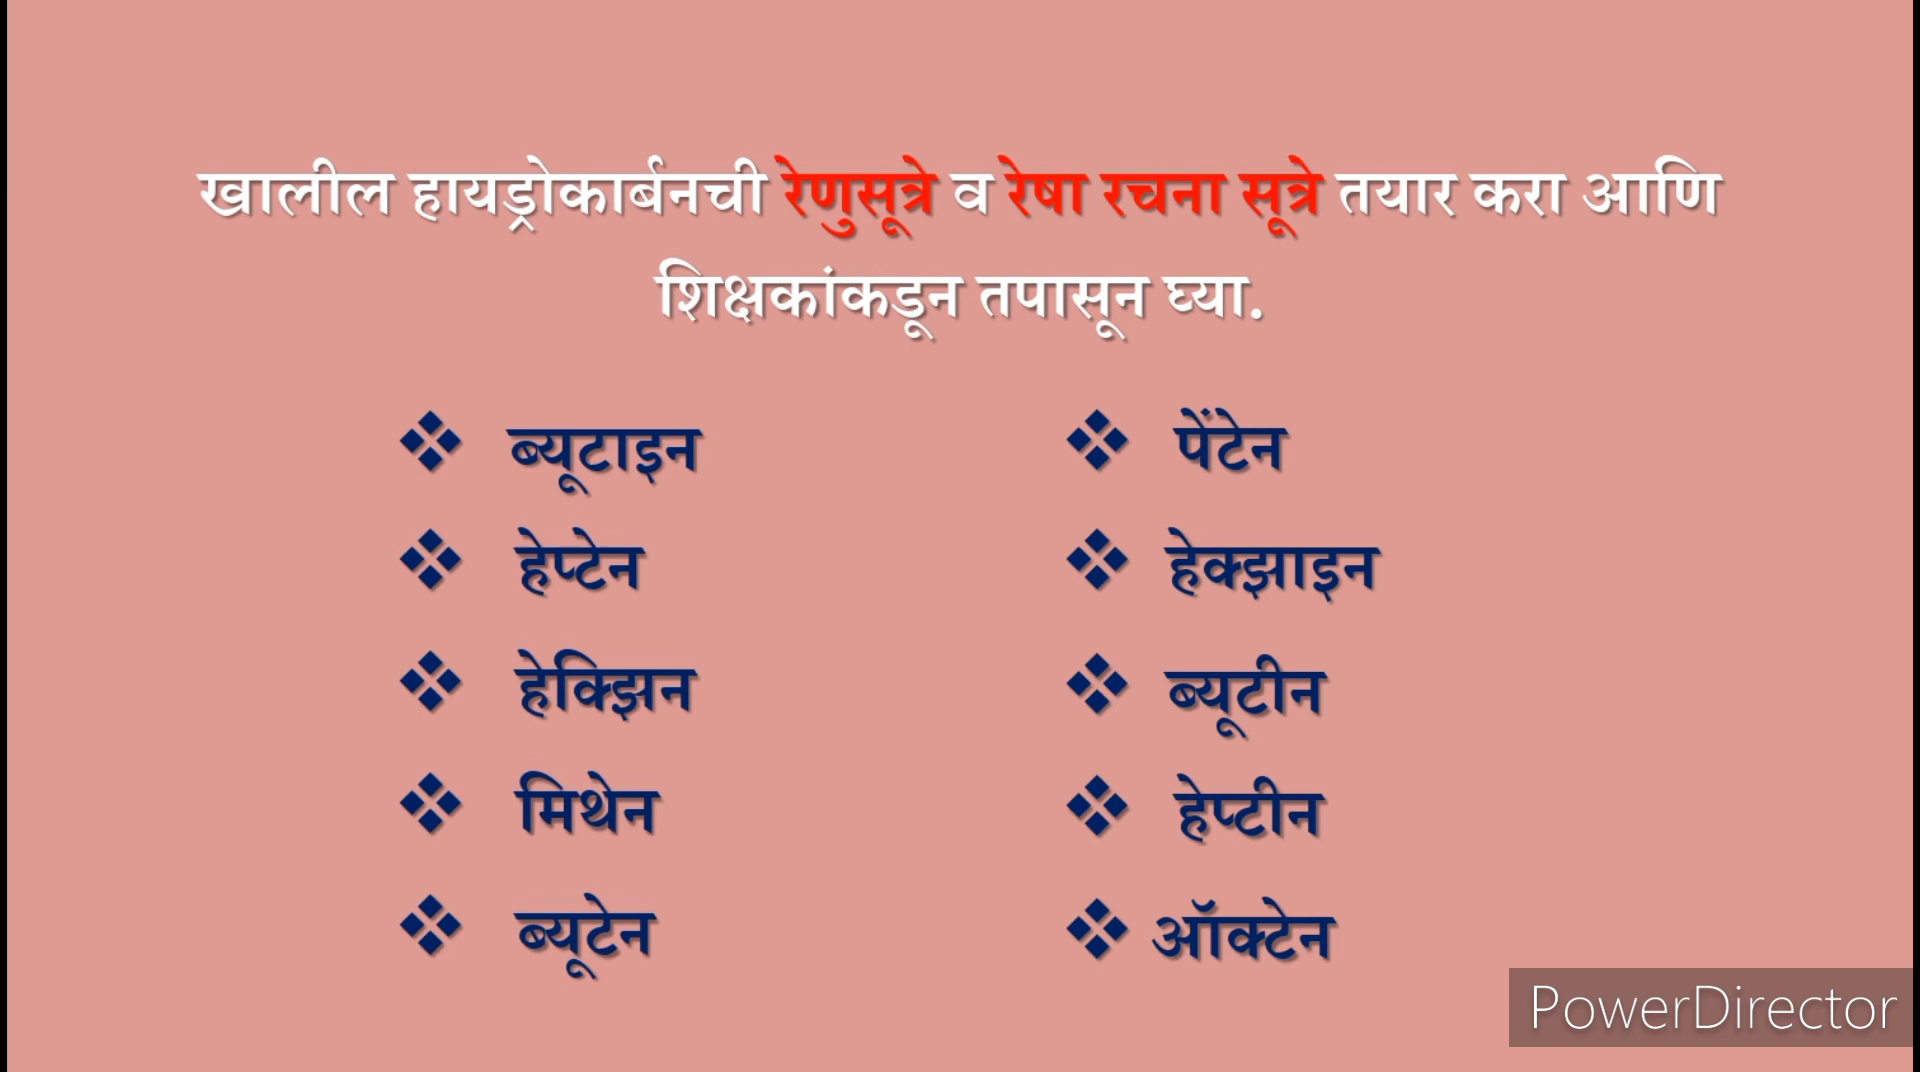 खालील हायड्रोकार्बनची रेणुसूत्रे व रेषा रचना सूत्रे तयार करा आणि
शिक्षकांकडून तपासून घ्या.
❖ ब्यूटाइन
❖ हेप्टेन
❖ हेक्झिन
❖ मिथेन
❖ ब्यूटेन
❖ पेंटेन
❖ हेक्झाइन
❖ ब्यूटीन
❖ हेप्टीन
❖ ऑक्टेन
PowerDirector